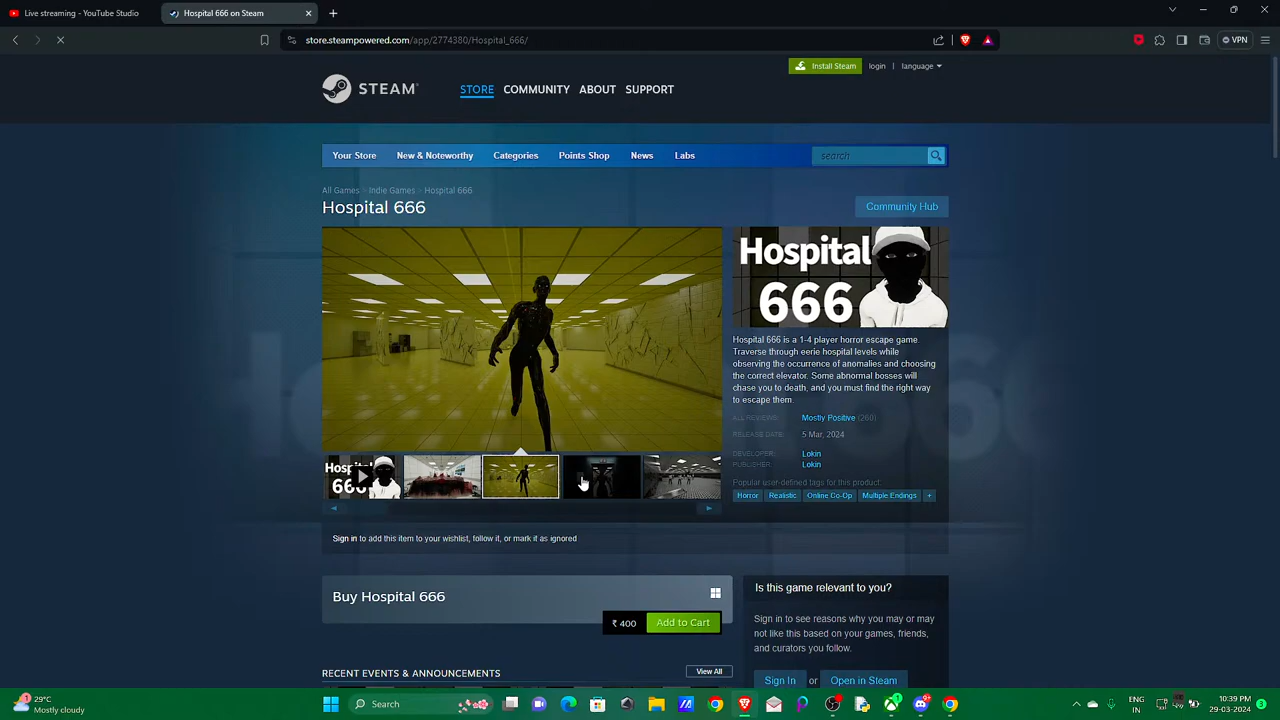 Live streaming - YouTube Studio
Hospital 666 on Steam
store.steampowered.com/app/2774380/Hospital_666/
VPN
Install Steam
login
language
STEAM
STORE
COMMUNITY
ABOUT
SUPPORT
Your Store
New & Noteworthy
Categories
Points Shop
News
Labs
search
All Games > Indie Games > Hospital 666
Hospital 666
Community Hub
Hospital
666
Hospital 666 is a 1-4 player horror escape game.
Traverse through eerie hospital levels while
observing the occurrence of anomalies and choosing
the correct elevator. Some abnormal bosses will
chase you to death, and you must find the right way
to escape them.
ALL REVIEWS: Mostly Positive (260)
RELEASE DATE: 5 Mar, 2024
DEVELOPER: Lokin
PUBLISHER: Lokin
Popular user-defined tags for this product:
Horror
Realistic
Online Co-Op
Multiple Endings
+
Sign in to add this item to your wishlist, follow it, or mark it as ignored
Buy Hospital 666
₹ 400
Add to Cart
Is this game relevant to you?
Sign in to see reasons why you may or
may not like this based on your games, friends,
and curators you follow.
Sign In or Open in Steam
RECENT EVENTS & ANNOUNCEMENTS
View All
29°C
Mostly cloudy
Search
ENG
IN
10:39 PM
29-03-2024